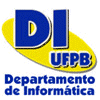 DI
UFPB
Departamento
de Informática